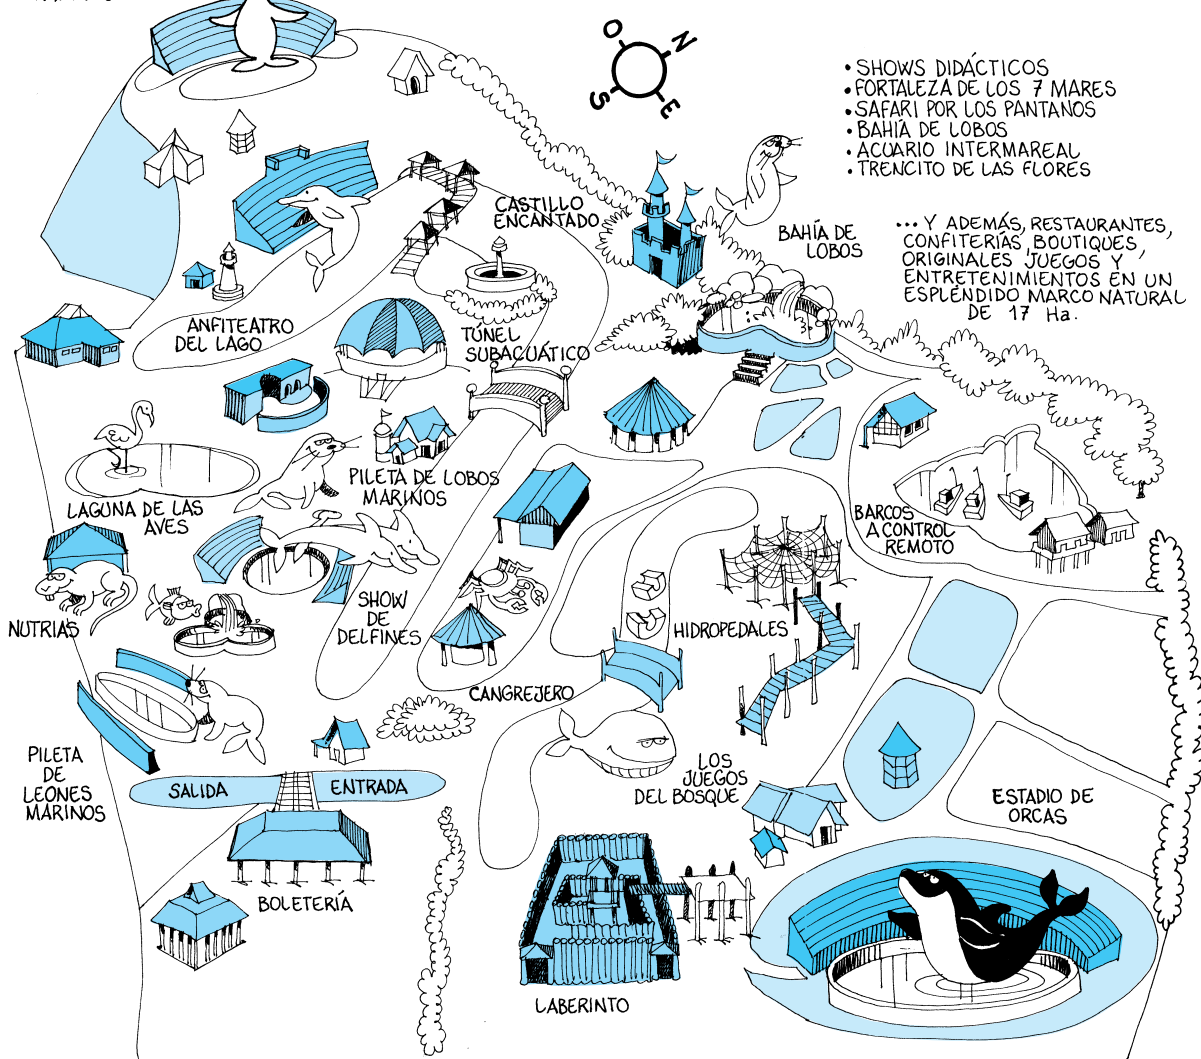 O
N
S
E
• SHOWS DIDÁCTICOS
• FORTALEZA DE LOS 7 MARES
• SAFARI POR LOS PANTANOS
• BAHÍA DE LOBOS
• ACUARIO INTERMAREAL
• TRENCITO DE LAS FLORES
... Y ADEMÁS, RESTAURANTES,
CONFITERÍAS, BOUTIQUES,
ORIGINALES JUEGOS Y
ENTRETENIMIENTOS EN UN
ESPLÉNDIDO MARCO NATURAL
DE 17 Ha.
CASTILLO
ENCANTADO
BAHÍA DE
LOBOS
ANFITEATRO
DEL LAGO
TÚNEL
SUBACUÁTICO
PILETA DE LOBOS
MARINOS
LAGUNA DE LAS
AVES
BARCOS
A CONTROL
REMOTO
NUTRIAS
SHOW
DE
DELFINES
HIDROPEDALES
CANGREJERO
PILETA
DE
LEONES
MARINOS
SALIDA
ENTRADA
LOS
JUEGOS
DEL BOSQUE
ESTADIO DE
ORCAS
BOLETERÍA
LABERINTO